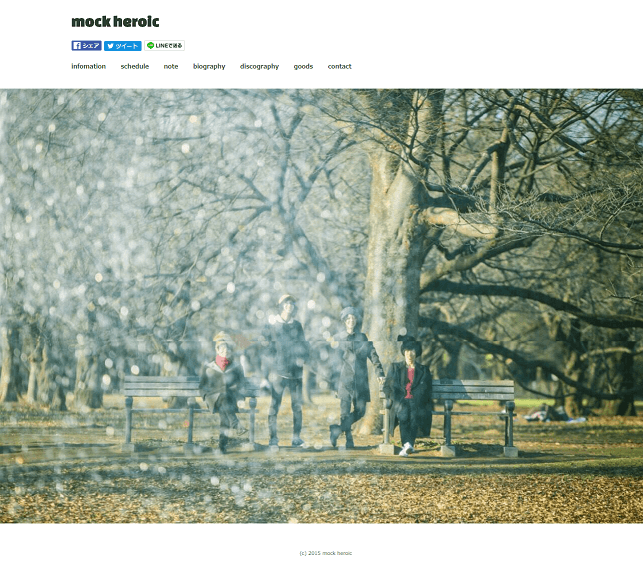 mock heroic
シェア ツイート LINEで送る
infomation schedule note biography discography goods contact
(c) 2015 mock heroic